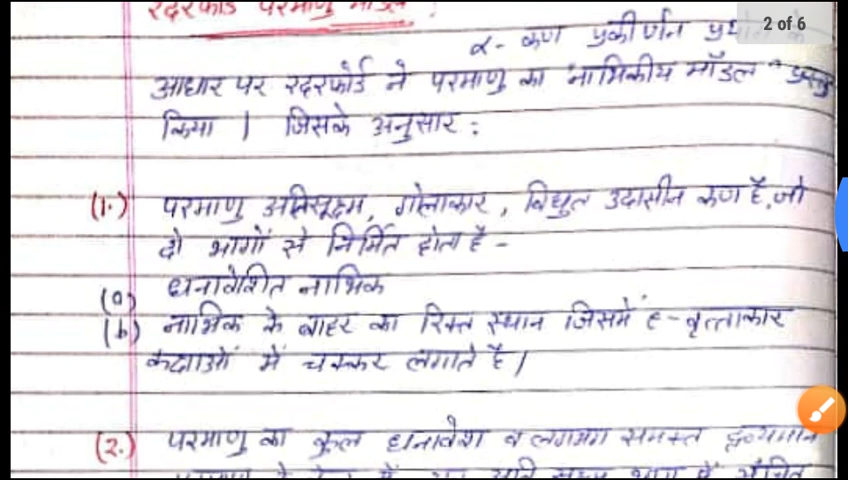 रदरफोर्ड परमाणु मॉडल :
2 of 6
α- कण प्रकीर्णन प्रयोग के
आधार पर रदरफोर्ड ने परमाणु का "नाभिकीय मॉडल" प्रस्तु
किया | जिसके अनुसार :
(1.) परमाणु अतिसूक्ष्म, गोलाकार, विधुत उदासीन कण है, जो
दो भागों से निर्मित होता है -
(a) धनावेशित नाभिक
(b) नाभिक के बाहर का रिक्त स्थान जिसमें e- वृत्ताकार
कक्षाओं में चक्कर लगाते है |
(2.) परमाणु का कुल धनावेश व लगभग समस्त द्रव्यमान